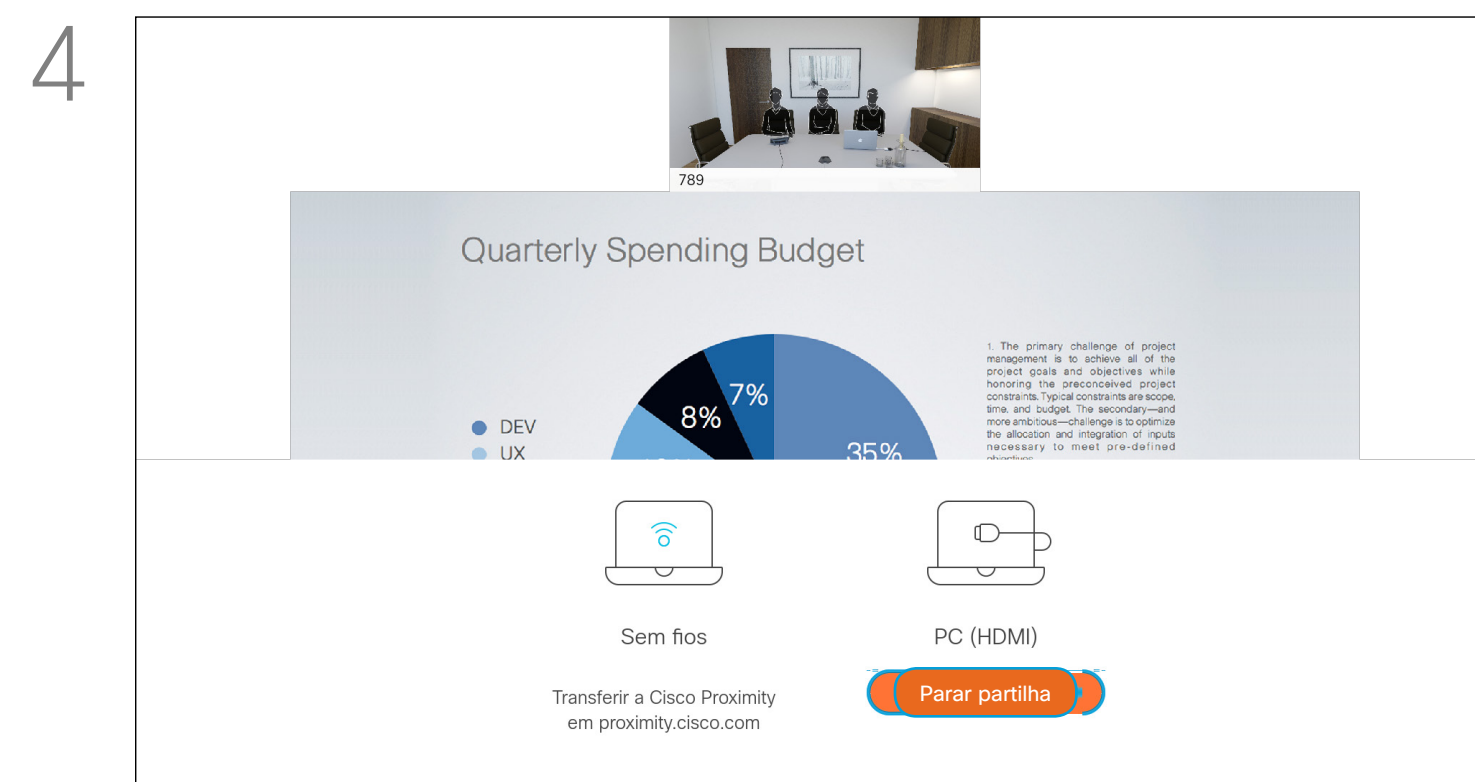 4
789
Quarterly Spending Budget
7%
8%
35%
DEV
UX
1. The primary challenge of project
management is to achieve all of the
project goals and objectives while
honoring the preconceived project
constraints. Typical constraints are scope,
time, and budget. The secondary—and
more ambitious—challenge is to optimize
the allocation and integration of inputs
necessary to meet pre-defined
Sem fios
PC (HDMI)
Transferir a Cisco Proximity
em proximity.cisco.com
Parar partilha